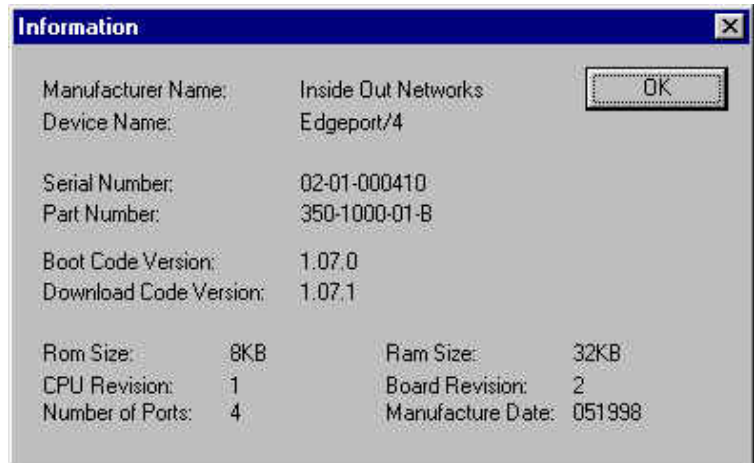 Information
Manufacturer Name: Inside Out Networks OK
Device Name: Edgeport/4
Serial Number: 02-01-000410
Part Number: 350-1000-01-B
Boot Code Version: 1.07.0
Download Code Version: 1.07.1
Rom Size: 8KB Ram Size: 32KB
CPU Revision: 1 Board Revision: 2
Number of Ports: 4 Manufacture Date: 051998